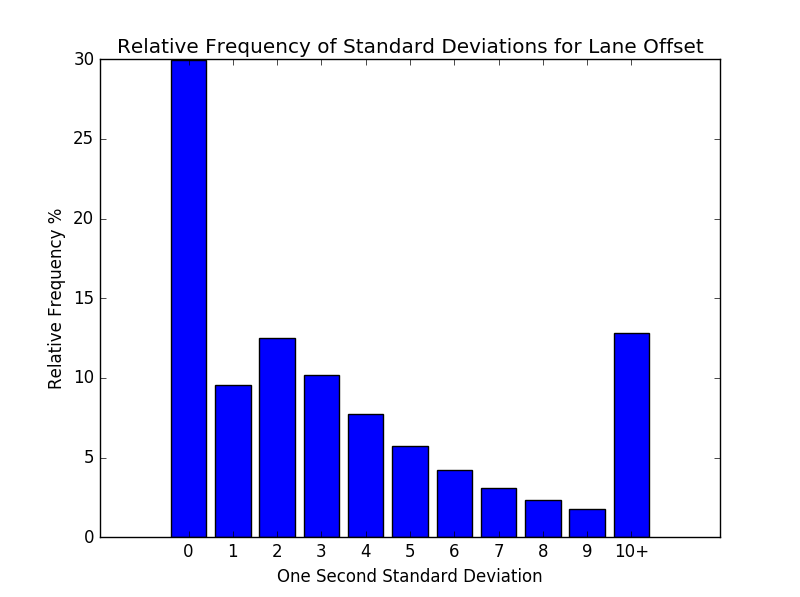 Relative Frequency of Standard Deviations for Lane Offset
30
25
20
15
10
5
0
Relative Frequency %
0 1 2 3 4 5 6 7 8 9 10+
One Second Standard Deviation